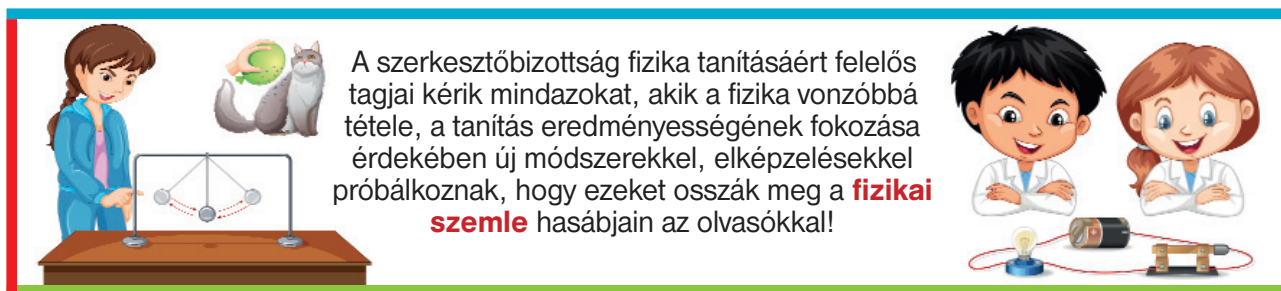 A szerkesztőbizottság fizika tanításáért felelős
tagjai kérik mindazokat, akik a fizika vonzóbbá
tétele, a tanítás eredményességének fokozása
érdekében új módszerekkel, elképzelésekkel
próbálkoznak, hogy ezeket osszák meg a fizikai
szemle hasábjain az olvasókkal!